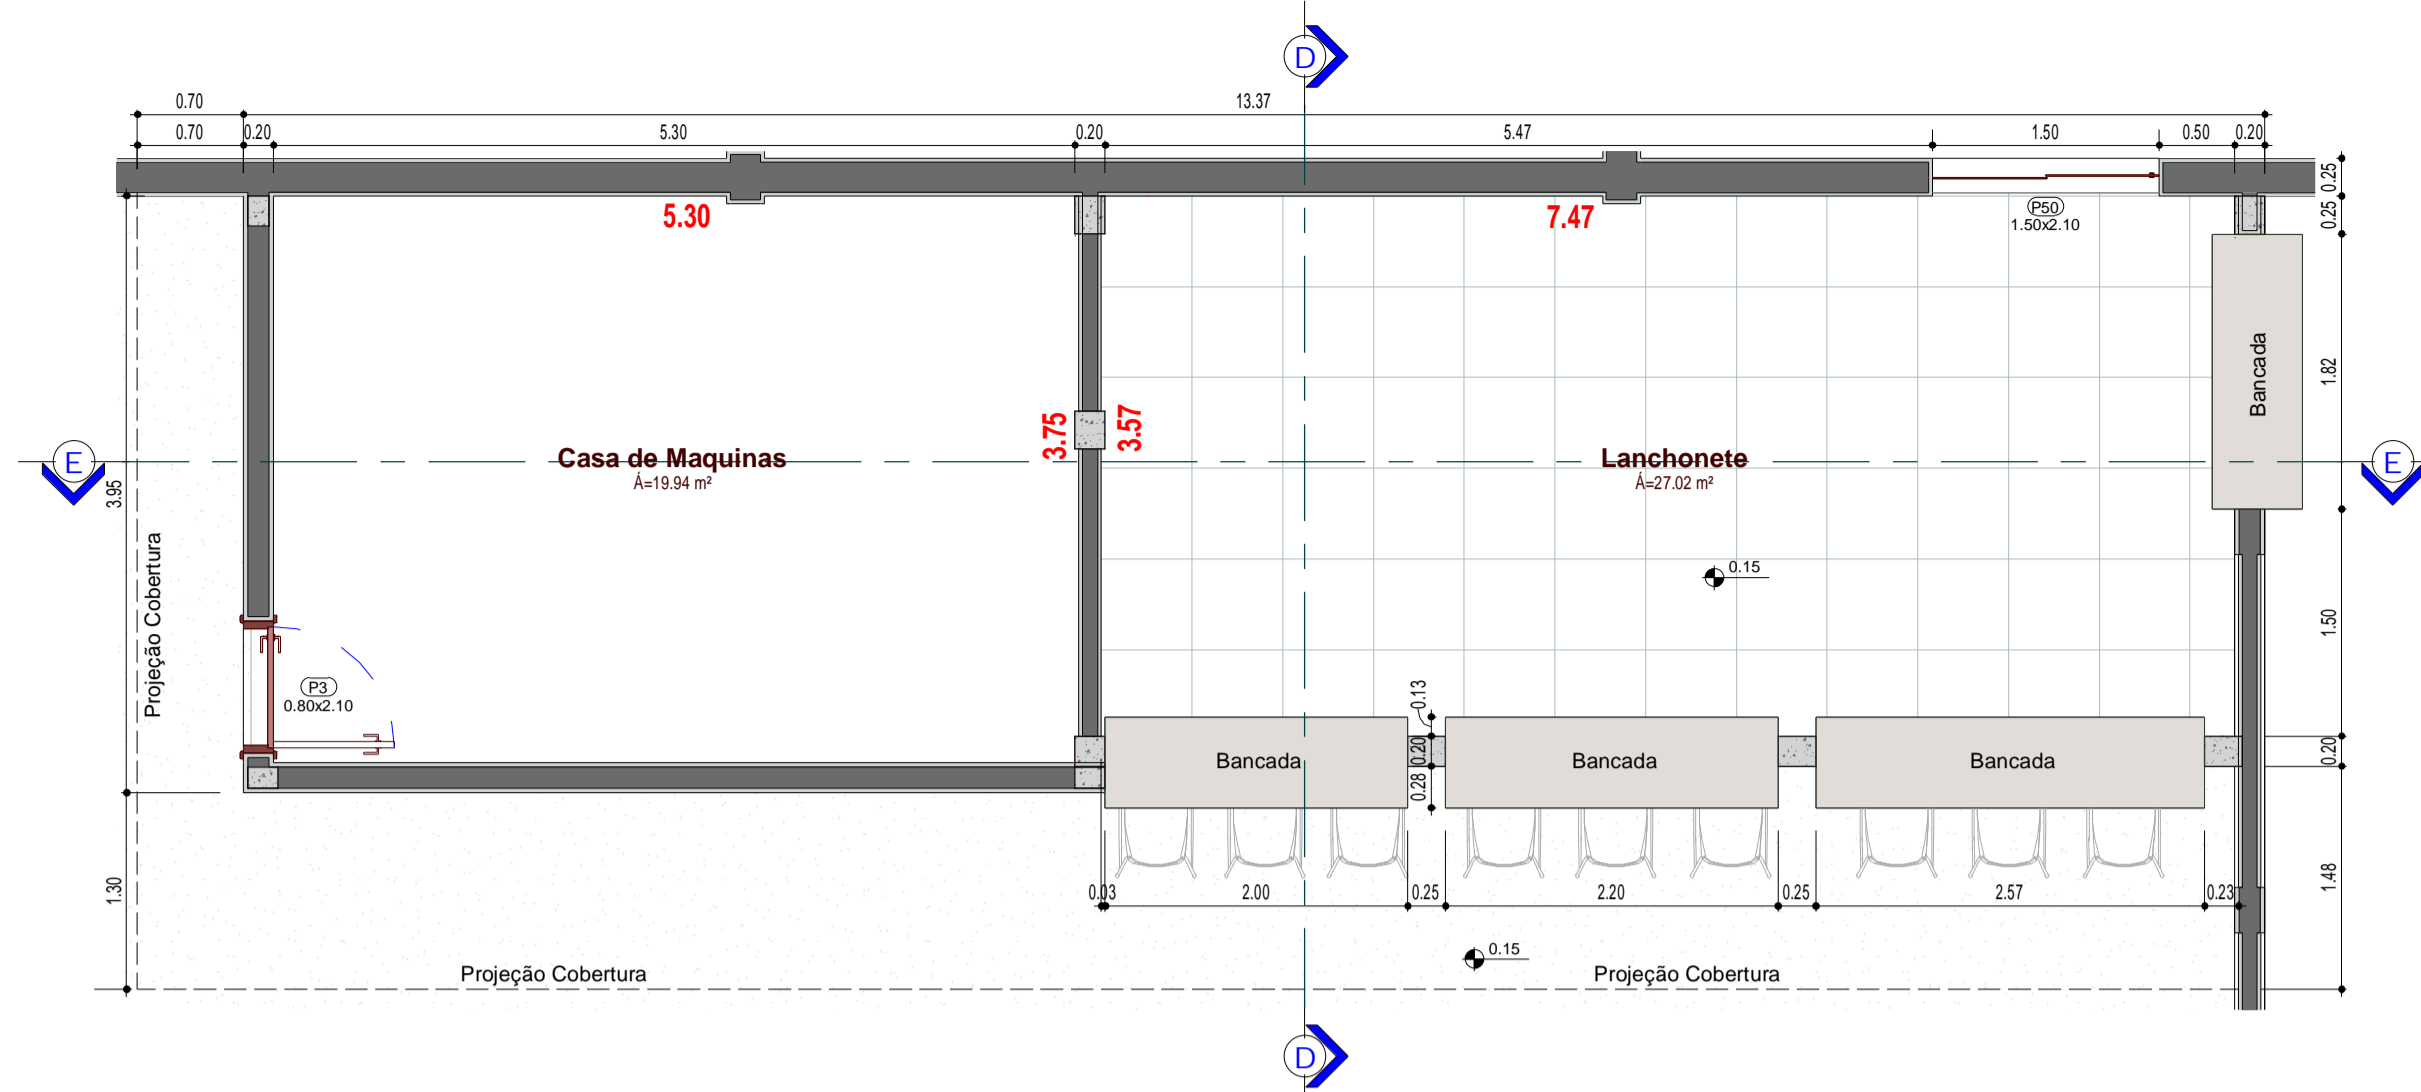 D
0.70
13.37
0.70
0.20
5.30
0.20
5.47
1.50
0.50
0.20
0.25
5.30
7.47
P50
1.50x2.10
0.25
Bancada
1.82
3.75
3.57
Casa de Maquinas
Á=19.94 m²
Lanchonete
Á=27.02 m²
E
E
3.95
Projeção Cobertura
0.15
1.50
P3
0.80x2.10
0.13
0.20
0.28
Bancada
Bancada
Bancada
0.20
1.30
0.03
2.00
0.25
2.20
0.25
2.57
0.23
1.48
0.15
Projeção Cobertura
Projeção Cobertura
D